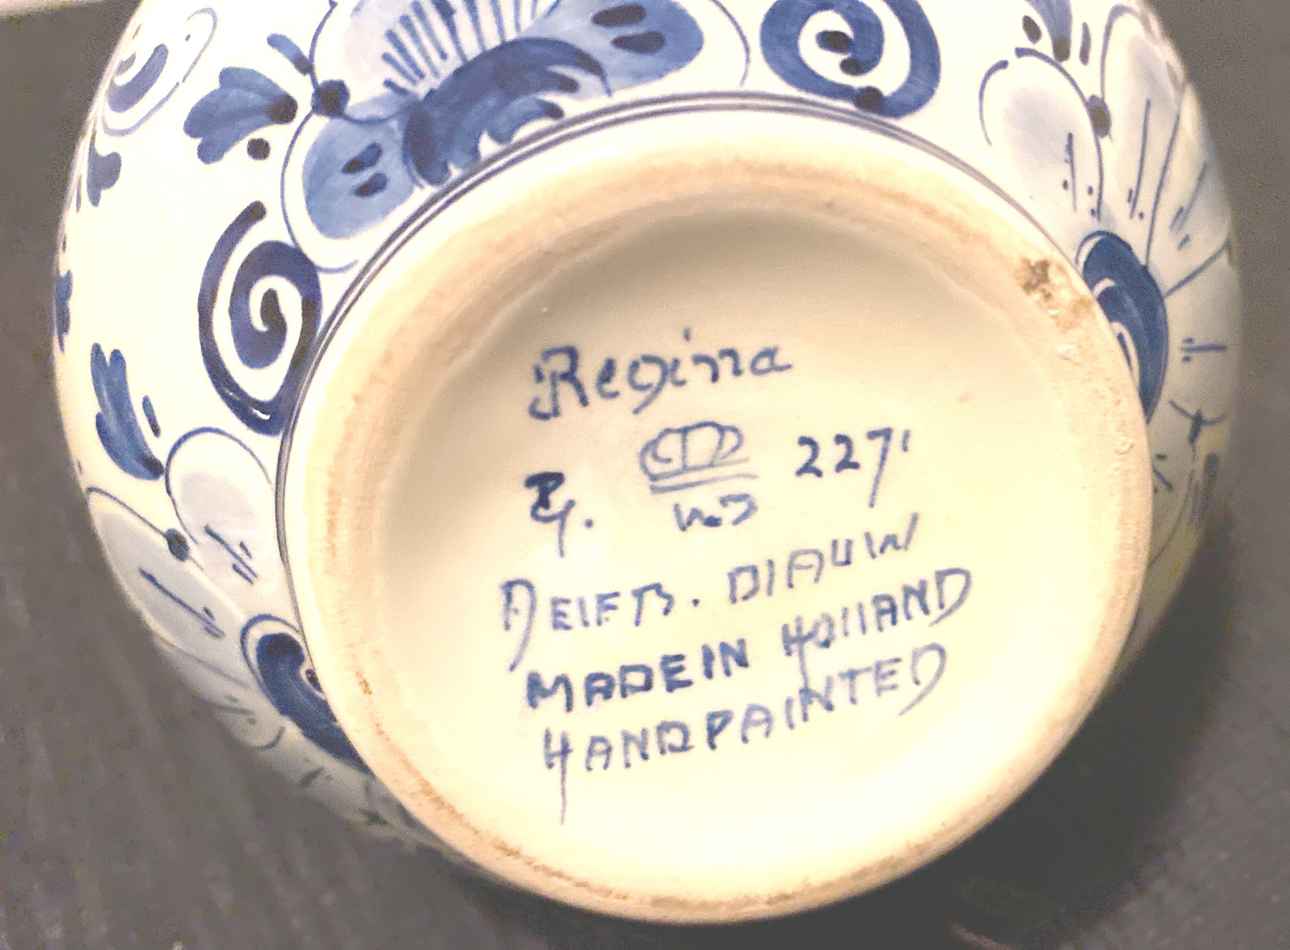 Regina
227
W.B
DELFTS. BLAUW
MADE IN HOLLAND
HANDPAINTED